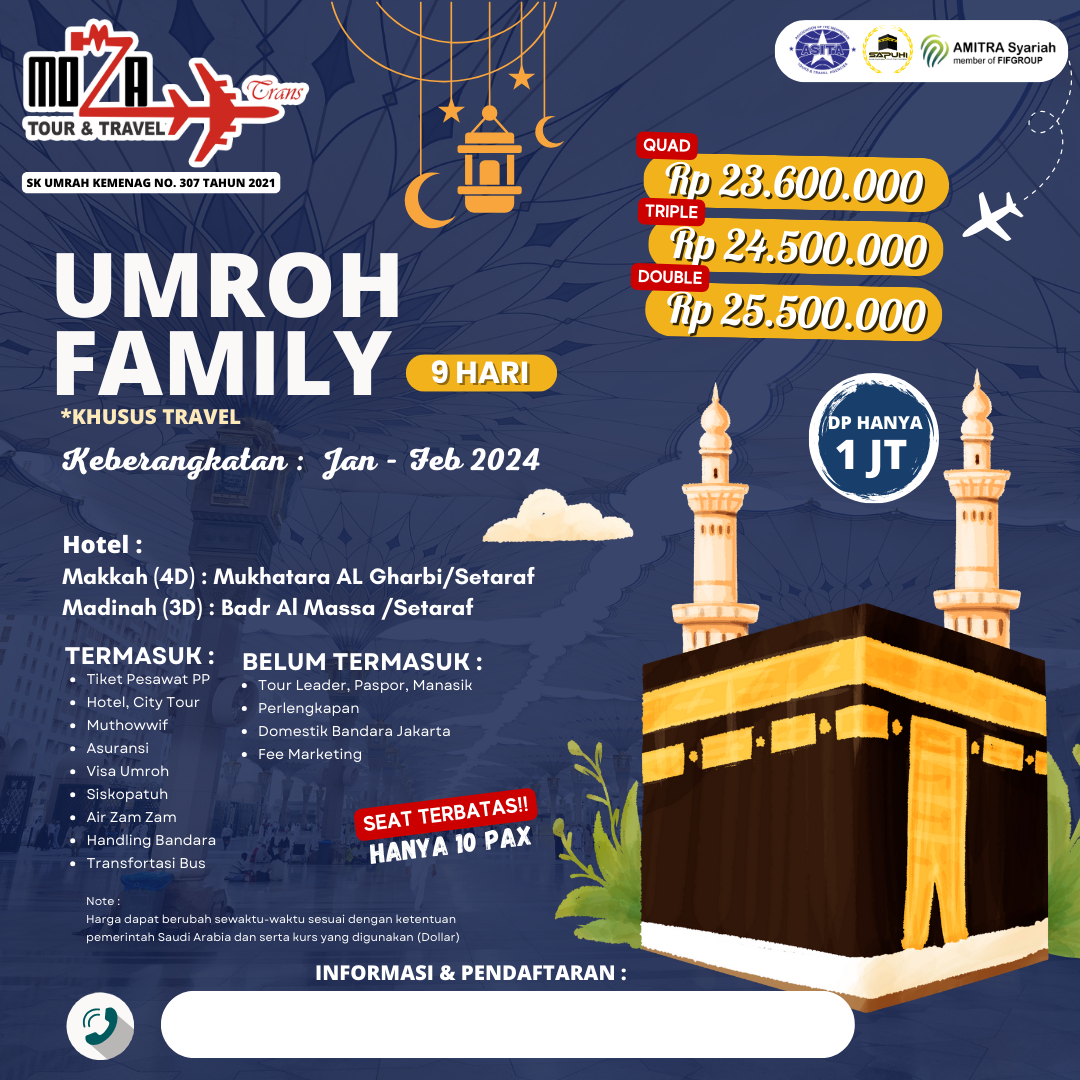 MOZA
Trans
TOUR & TRAVEL
SK UMRAH KEMENAG NO. 307 TAHUN 2021
ASITA
SAPUHI
AMITRA Syariah
member of FIFGROUP
QUAD
Rp 23.600.000
TRIPLE
Rp 24.500.000
DOUBLE
Rp 25.500.000
UMROH
FAMILY
9 HARI
*KHUSUS TRAVEL
Keberangkatan : Jan - Feb 2024
DP HANYA
1 JT
Hotel :
Makkah (4D) : Mukhatara AL Gharbi/Setaraf
Madinah (3D) : Badr Al Massa /Setaraf
TERMASUK :
• Tiket Pesawat PP
• Hotel, City Tour
• Muthowwif
• Asuransi
• Visa Umroh
• Siskopatuh
• Air Zam Zam
• Handling Bandara
• Transfortasi Bus
BELUM TERMASUK :
• Tour Leader, Paspor, Manasik
• Perlengkapan
• Domestik Bandara Jakarta
• Fee Marketing
SEAT TERBATAS!!
HANYA 10 PAX
Note :
Harga dapat berubah sewaktu-waktu sesuai dengan ketentuan
pemerintah Saudi Arabia dan serta kurs yang digunakan (Dollar)
INFORMASI & PENDAFTARAN :